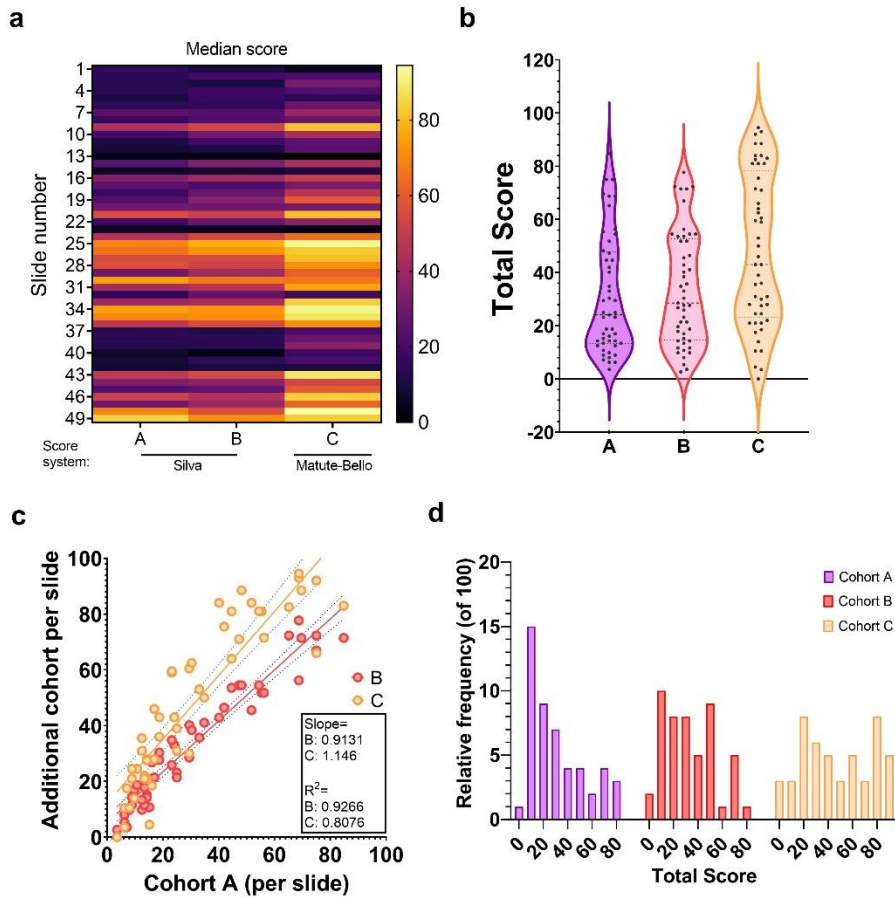 a
Median score
1
4
7
10
13
16
19
22
25
28
31
34
37
40
43
46
49
Slide number
80
60
40
20
0
A B C
Score system:
Silva Matute-Bello
b
120
100
80
60
40
20
0
-20
Total Score
A B C
c
100
80
60
40
20
0
Additional cohort per slide
B
C
Slope=
B: 0.9131
C: 1.146
R²=
B: 0.9266
C: 0.8076
0 20 40 60 80 100
Cohort A (per slide)
d
20
15
10
5
0
Relative frequency (of 100)
Cohort A
Cohort B
Cohort C
0 20 40 60 80 0 20 40 60 80 0 20 40 60 80
Total Score